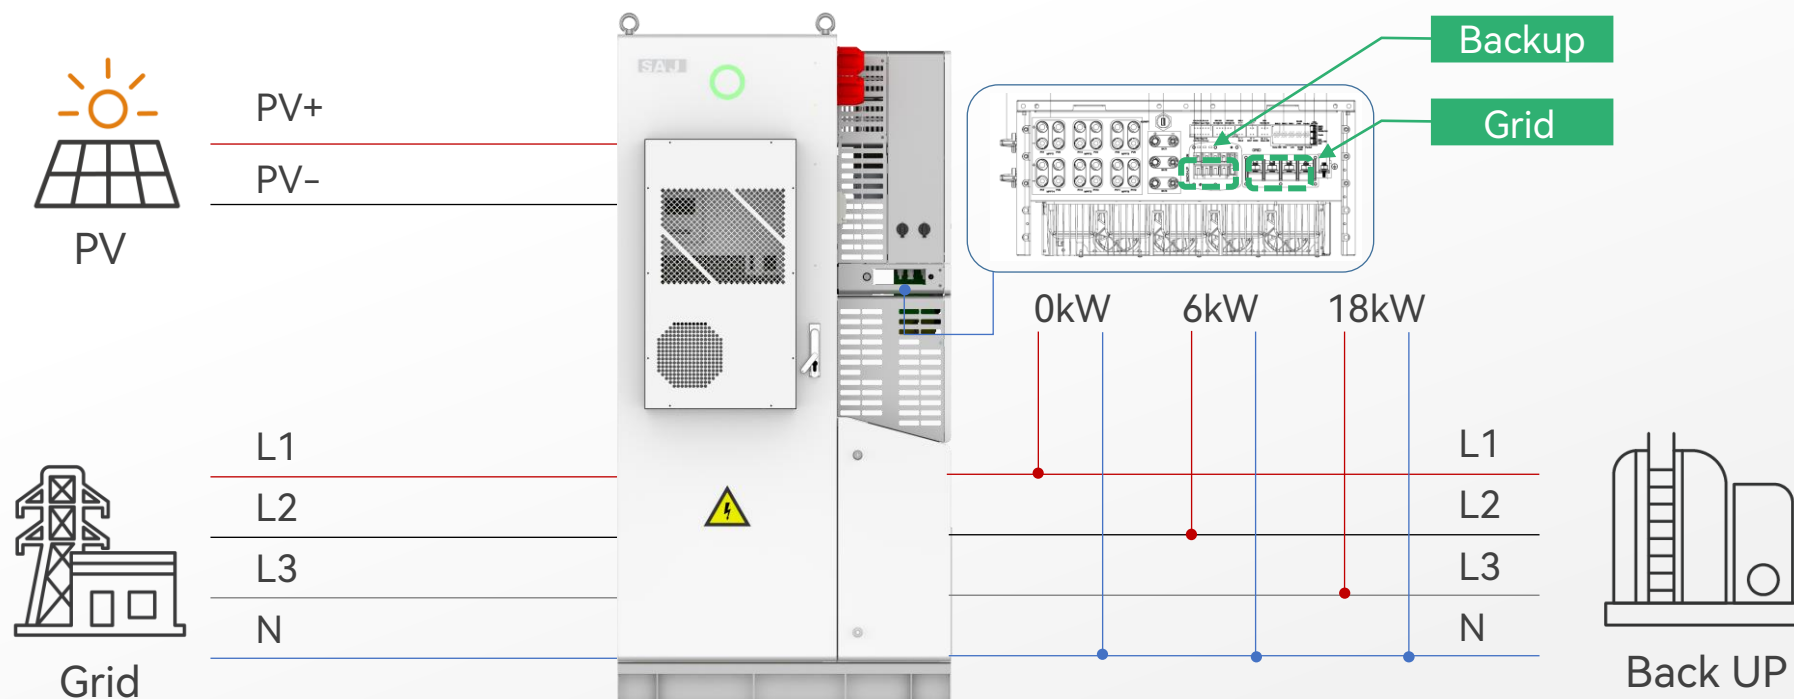 PV+
PV-
PV
SAJ
Backup
Grid
0kW
6kW
18kW
L1
L2
L3
N
Grid
L1
L2
L3
N
Back UP